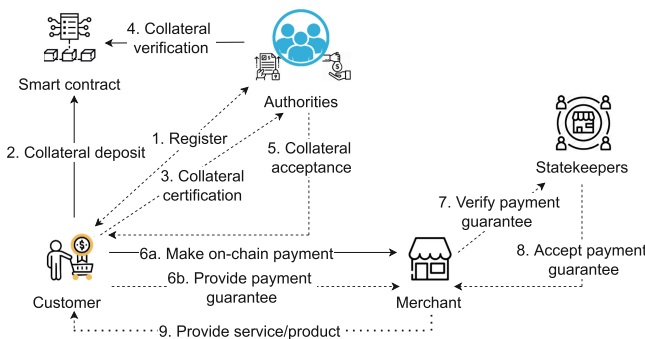 4. Collateral
verification
Smart contract
Authorities
1. Register
2. Collateral deposit
5. Collateral
acceptance
3. Collateral
certification
Statekeepers
7. Verify payment
guarantee
8. Accept payment
guarantee
6a. Make on-chain payment
6b. Provide payment
guarantee
Customer
Merchant
9. Provide service/product